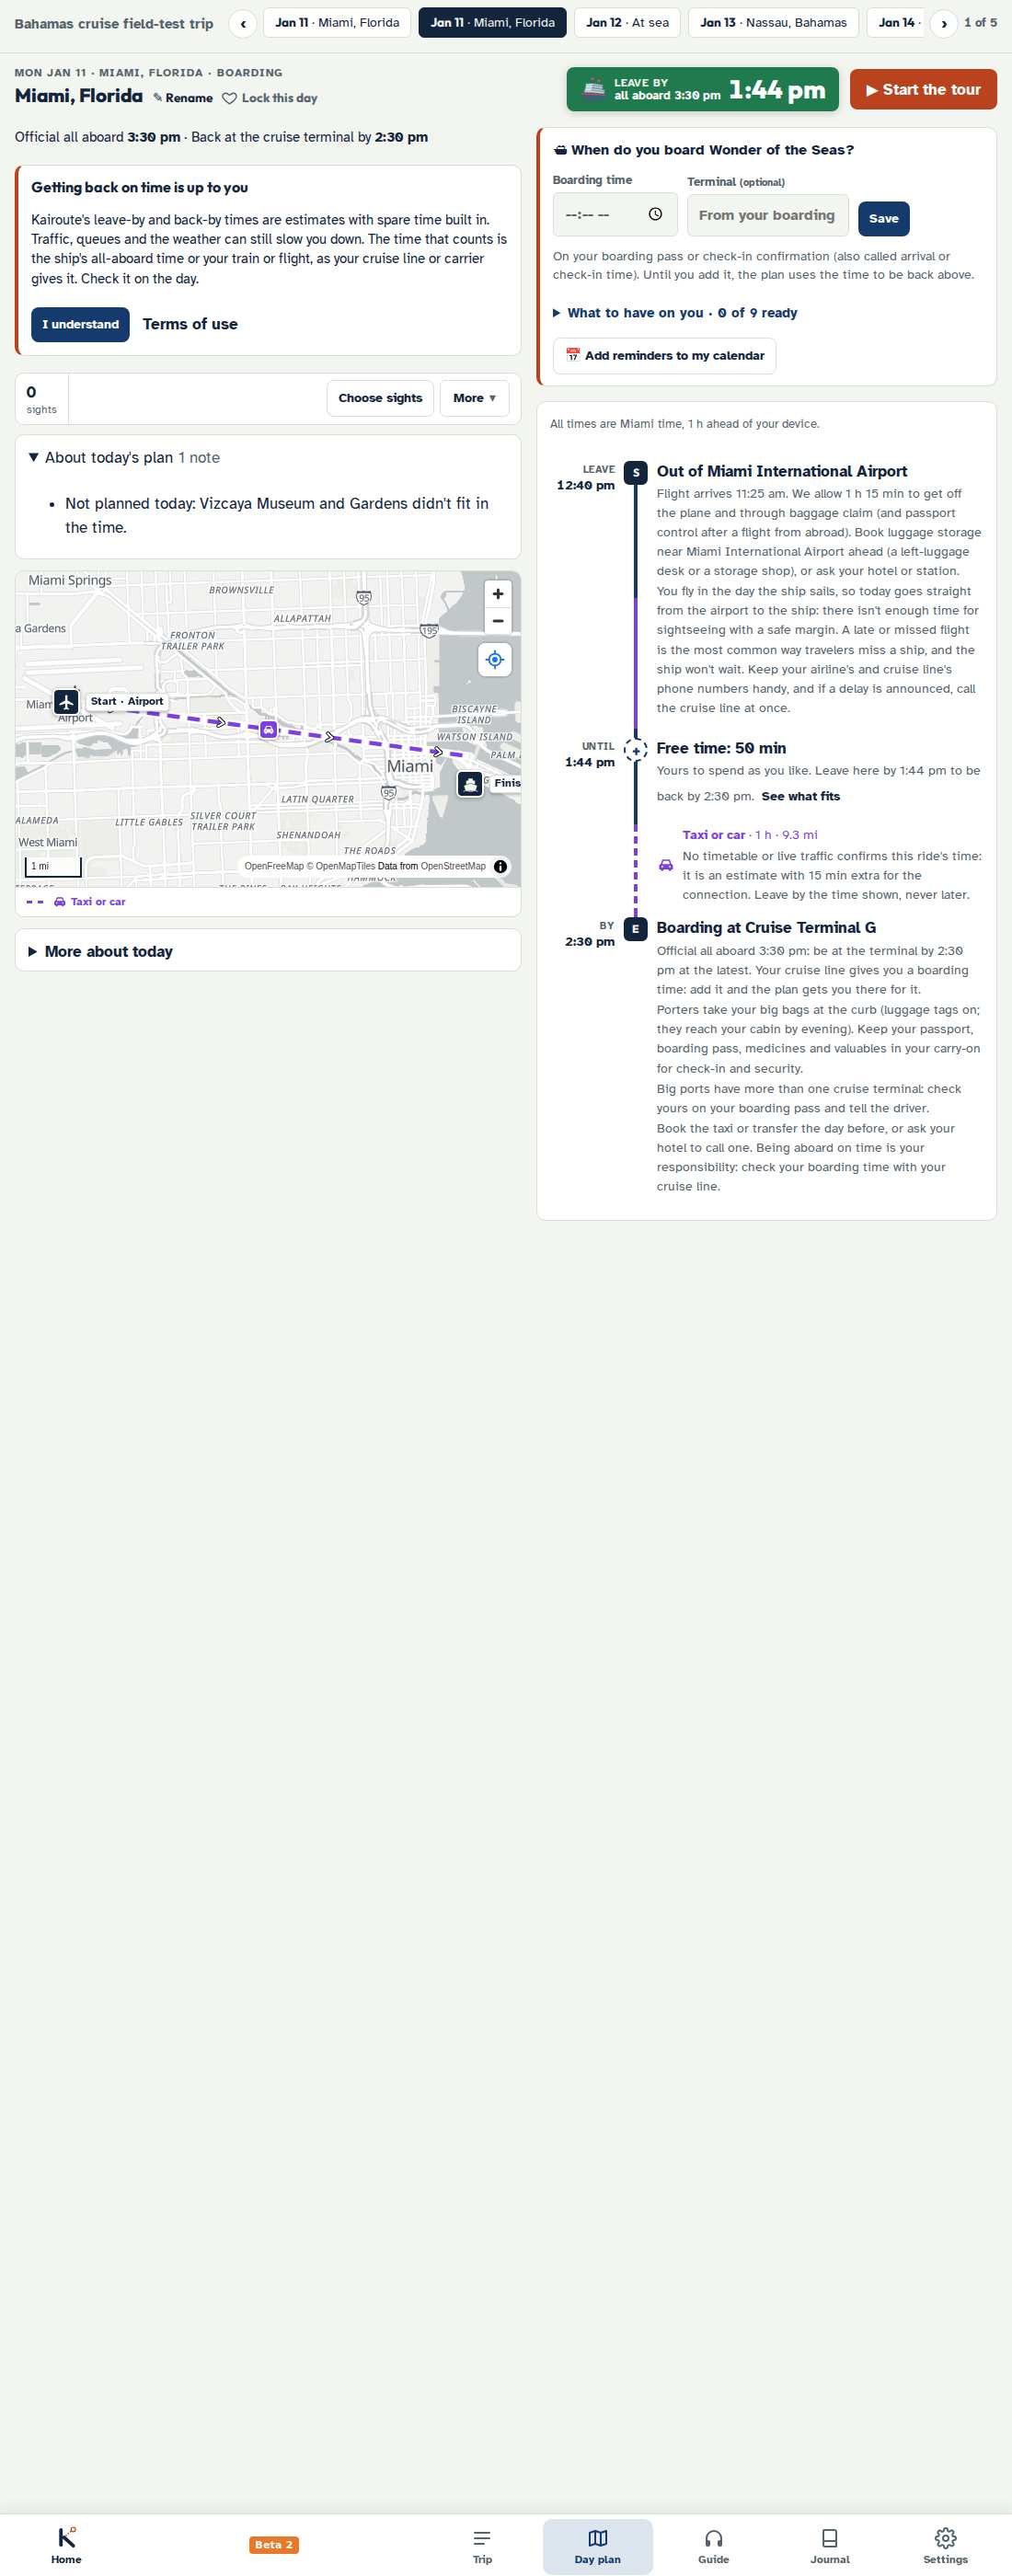 Bahamas cruise field-test trip
‹
Jan 11 · Miami, Florida
Jan 11 · Miami, Florida
Jan 12 · At sea
Jan 13 · Nassau, Bahamas
Jan 14 ·
›
1 of 5
MON JAN 11 · MIAMI, FLORIDA · BOARDING
Miami, Florida
✎ Rename
Lock this day
LEAVE BY
all aboard 3:30 pm
1:44 pm
▶ Start the tour
Official all aboard 3:30 pm · Back at the cruise terminal by 2:30 pm
Getting back on time is up to you
Kairoute's leave-by and back-by times are estimates with spare time built in.
Traffic, queues and the weather can still slow you down. The time that counts is
the ship's all-aboard time or your train or flight, as your cruise line or carrier
gives it. Check it on the day.
I understand
Terms of use
0
sights
Choose sights
More ▾
▼ About today's plan 1 note
• Not planned today: Vizcaya Museum and Gardens didn't fit in
the time.
Miami Springs
BROWNSVILLE
95
ALLAPATTAH
195
a Gardens
FRONTON
TRAILER PARK
+
−
Miam
Airport
Start · Airport
BISCAYNE
ISLAND
WATSON ISLAND
PALM I
Miami
G
Finis
95
LATIN QUARTER
ALAMEDA
LITTLE GABLES
SILVER COURT
TRAILER PARK
SHENANDOAH
West Miami
THE ROADS
1 mi
OpenFreeMap © OpenMapTiles Data from OpenStreetMap
Taxi or car
▶ More about today
When do you board Wonder of the Seas?
Boarding time
Terminal (optional)
--:-- --
From your boarding
Save
On your boarding pass or check-in confirmation (also called arrival or
check-in time). Until you add it, the plan uses the time to be back above.
▶ What to have on you · 0 of 9 ready
Add reminders to my calendar
All times are Miami time, 1 h ahead of your device.
LEAVE
12:40 pm
S
Out of Miami International Airport
Flight arrives 11:25 am. We allow 1 h 15 min to get off
the plane and through baggage claim (and passport
control after a flight from abroad). Book luggage storage
near Miami International Airport ahead (a left-luggage
desk or a storage shop), or ask your hotel or station.
You fly in the day the ship sails, so today goes straight
from the airport to the ship: there isn't enough time for
sightseeing with a safe margin. A late or missed flight
is the most common way travelers miss a ship, and the
ship won't wait. Keep your airline's and cruise line's
phone numbers handy, and if a delay is announced, call
the cruise line at once.
UNTIL
1:44 pm
+
Free time: 50 min
Yours to spend as you like. Leave here by 1:44 pm to be
back by 2:30 pm. See what fits
Taxi or car · 1 h · 9.3 mi
No timetable or live traffic confirms this ride's time:
it is an estimate with 15 min extra for the
connection. Leave by the time shown, never later.
BY
2:30 pm
E
Boarding at Cruise Terminal G
Official all aboard 3:30 pm: be at the terminal by 2:30
pm at the latest. Your cruise line gives you a boarding
time: add it and the plan gets you there for it.
Porters take your big bags at the curb (luggage tags on;
they reach your cabin by evening). Keep your passport,
boarding pass, medicines and valuables in your carry-on
for check-in and security.
Big ports have more than one cruise terminal: check
yours on your boarding pass and tell the driver.
Book the taxi or transfer the day before, or ask your
hotel to call one. Being aboard on time is your
responsibility: check your boarding time with your
cruise line.
Home
Beta 2
Trip
Day plan
Guide
Journal
Settings